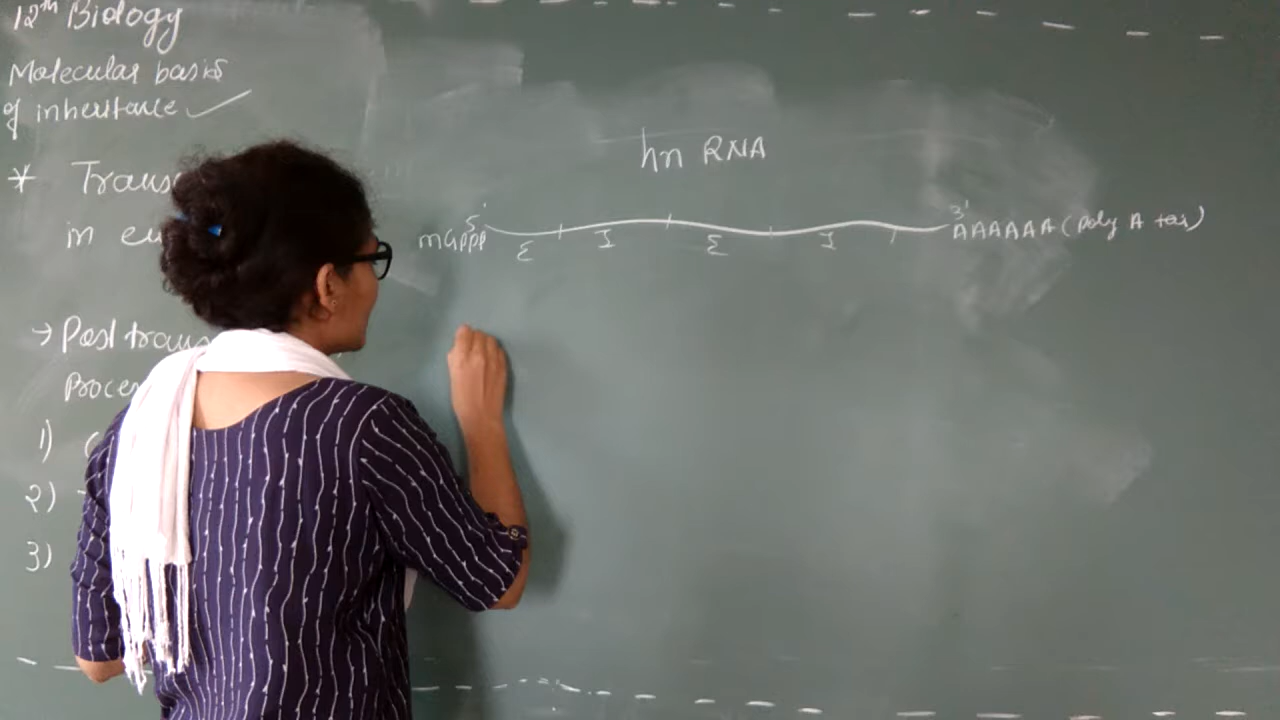 12th Biology
Molecular basis
of inheritance
* Trans
in eu
→ Post trans
Proces
1)
2)
3)
hn RNA
5' 3'
mGppp AAAAAA (poly A tail)
E I E I